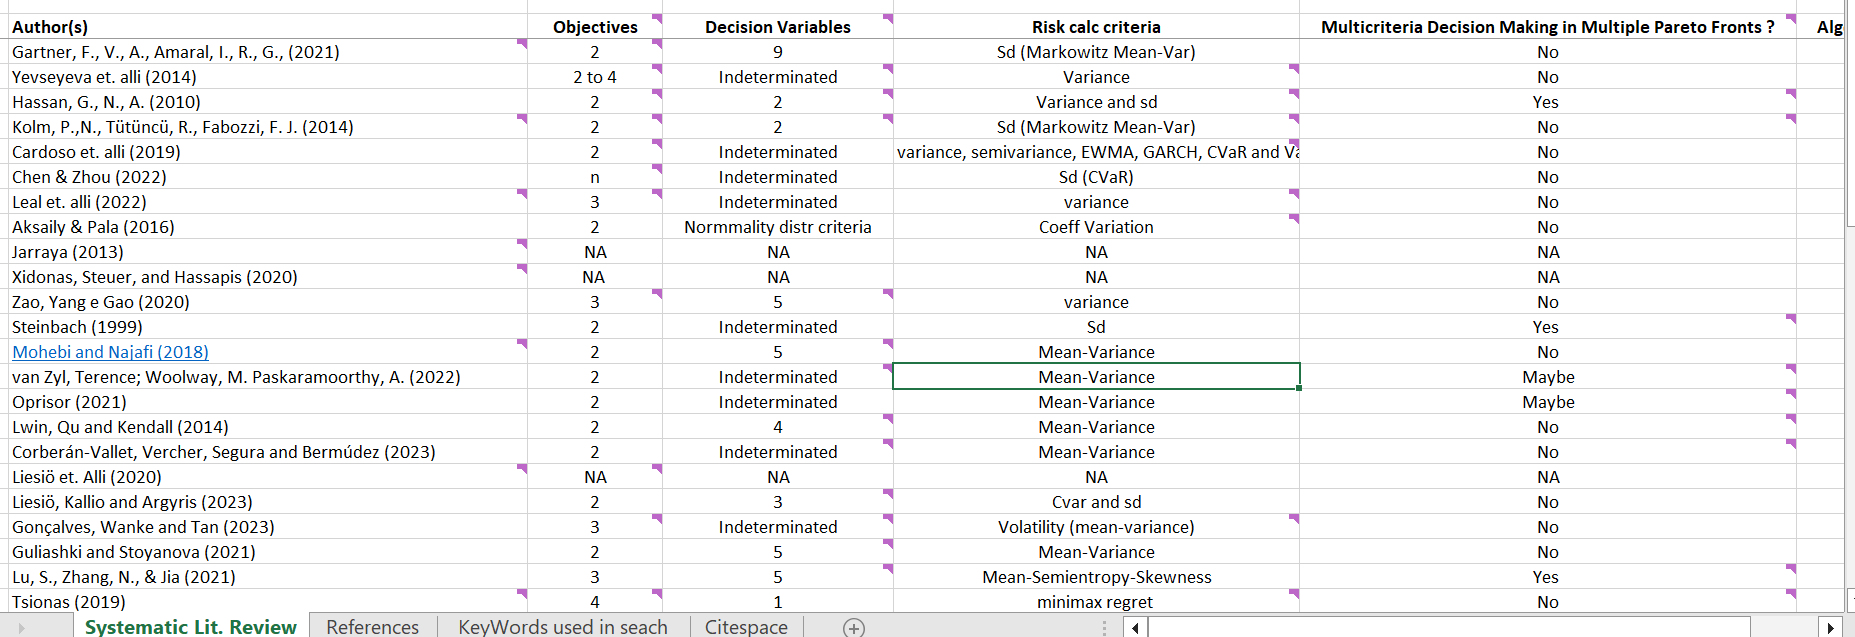 Author(s) Objectives Decision Variables Risk calc criteria Multicriteria Decision Making in Multiple Pareto Fronts ? Alg
Gartner, F., V., A., Amaral, I., R., G., (2021) 2 9 Sd (Markowitz Mean-Var) No
Yevseyeva et. alli (2014) 2 to 4 Indeterminated Variance No
Hassan, G., N., A. (2010) 2 2 Variance and sd Yes
Kolm, P.,N., Tütüncü, R., Fabozzi, F. J. (2014) 2 2 Sd (Markowitz Mean-Var) No
Cardoso et. alli (2019) 2 Indeterminated variance, semivariance, EWMA, GARCH, CVaR and Va No
Chen & Zhou (2022) n Indeterminated Sd (CVaR) No
Leal et. alli (2022) 3 Indeterminated variance No
Aksaily & Pala (2016) 2 Normmality distr criteria Coeff Variation No
Jarraya (2013) NA NA NA NA
Xidonas, Steuer, and Hassapis (2020) NA NA NA NA
Zao, Yang e Gao (2020) 3 5 variance No
Steinbach (1999) 2 Indeterminated Sd Yes
Mohebi and Najafi (2018) 2 5 Mean-Variance No
van Zyl, Terence; Woolway, M. Paskaramoorthy, A. (2022) 2 Indeterminated Mean-Variance Maybe
Oprisor (2021) 2 Indeterminated Mean-Variance Maybe
Lwin, Qu and Kendall (2014) 2 4 Mean-Variance No
Corberán-Vallet, Vercher, Segura and Bermúdez (2023) 2 Indeterminated Mean-Variance No
Liesiö et. Alli (2020) NA NA NA NA
Liesiö, Kallio and Argyris (2023) 2 3 Cvar and sd No
Gonçalves, Wanke and Tan (2023) 3 Indeterminated Volatility (mean-variance) No
Guliashki and Stoyanova (2021) 2 5 Mean-Variance No
Lu, S., Zhang, N., & Jia (2021) 3 5 Mean-Semientropy-Skewness Yes
Tsionas (2019) 4 1 minimax regret No
Systematic Lit. Review References KeyWords used in seach Citespace